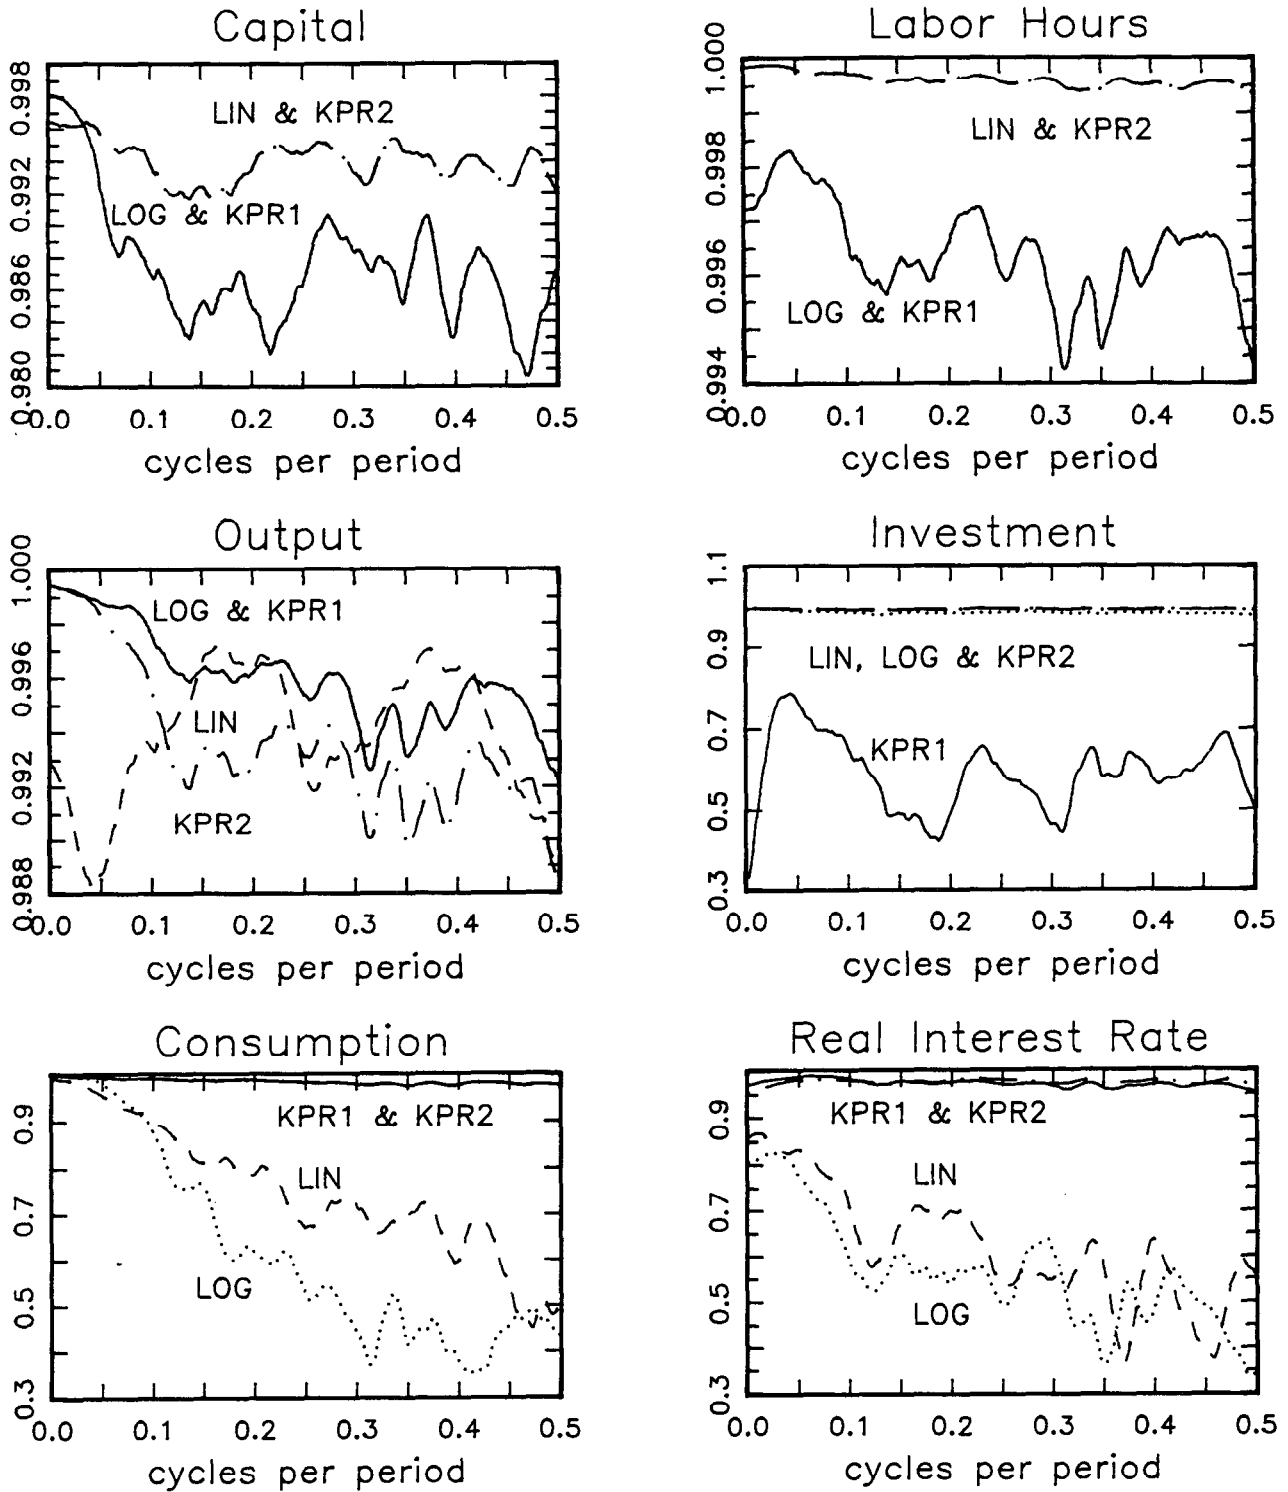 Capital
0.998
0.992
0.986
0.980
LIN & KPR2
LOG & KPR1
0.0 0.1 0.2 0.3 0.4 0.5
cycles per period
Labor Hours
1.000
0.998
0.996
0.994
LIN & KPR2
LOG & KPR1
0.0 0.1 0.2 0.3 0.4 0.5
cycles per period
Output
1.000
0.996
0.992
0.988
LOG & KPR1
LIN
KPR2
0.0 0.1 0.2 0.3 0.4 0.5
cycles per period
Investment
1.1
0.9
0.7
0.5
0.3
LIN, LOG & KPR2
KPR1
0.0 0.1 0.2 0.3 0.4 0.5
cycles per period
Consumption
0.9
0.7
0.5
0.3
KPR1 & KPR2
LIN
LOG
0.0 0.1 0.2 0.3 0.4 0.5
cycles per period
Real Interest Rate
0.9
0.7
0.5
0.3
KPR1 & KPR2
LIN
LOG
0.0 0.1 0.2 0.3 0.4 0.5
cycles per period